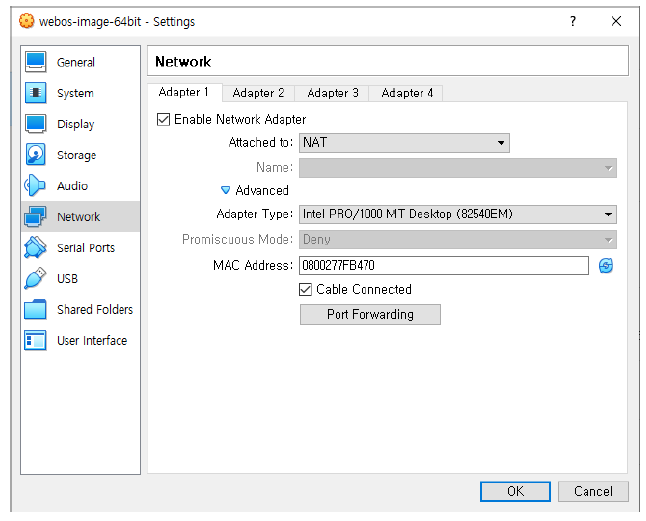 webos-image-64bit - Settings
? ×
General
System
Display
Storage
Audio
Network
Serial Ports
USB
Shared Folders
User Interface
Network
Adapter 1 Adapter 2 Adapter 3 Adapter 4
Enable Network Adapter
Attached to: NAT
Name:
Advanced
Adapter Type: Intel PRO/1000 MT Desktop (82540EM)
Promiscuous Mode: Deny
MAC Address: 0800277FB470
Cable Connected
Port Forwarding
OK Cancel